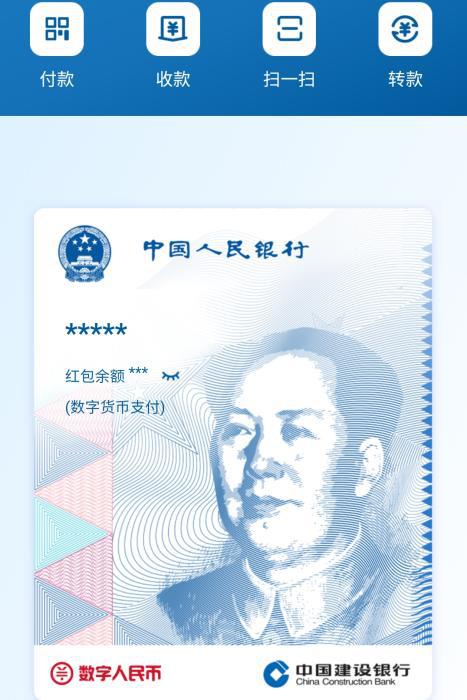 付款 收款 扫一扫 转款
中国人民银行
*****
红包余额 ***
(数字货币支付)
数字人民币 中国建设银行
China Construction Bank